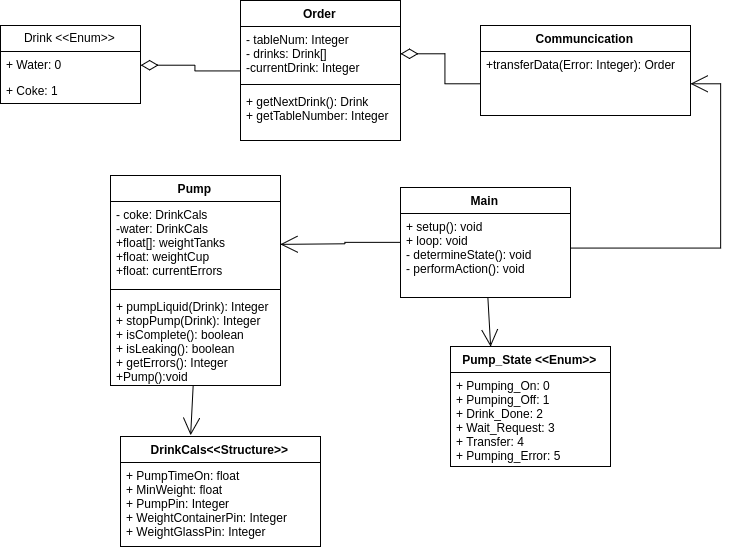 Order
- tableNum: Integer
- drinks: Drink[]
-currentDrink: Integer
+ getNextDrink(): Drink
+ getTableNumber: Integer
Drink <<Enum>>
+ Water: 0
+ Coke: 1
Communcication
+transferData(Error: Integer): Order
Pump
- coke: DrinkCals
-water: DrinkCals
+float[]: weightTanks
+float: weightCup
+float: currentErrors
+ pumpLiquid(Drink): Integer
+ stopPump(Drink): Integer
+ isComplete(): boolean
+ isLeaking(): boolean
+ getErrors(): Integer
+Pump():void
Main
+ setup(): void
+ loop: void
- determineState(): void
- performAction(): void
Pump_State <<Enum>>
+ Pumping_On: 0
+ Pumping_Off: 1
+ Drink_Done: 2
+ Wait_Request: 3
+ Transfer: 4
+ Pumping_Error: 5
DrinkCals<<Structure>>
+ PumpTimeOn: float
+ MinWeight: float
+ PumpPin: Integer
+ WeightContainerPin: Integer
+ WeightGlassPin: Integer